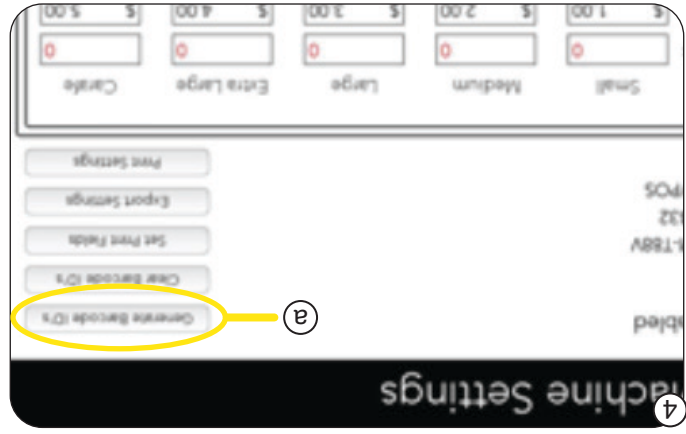 4
achine Settings
abled
a
Generate Barcode ID's
Clear Barcode ID's
-T88V
Set Print Fields
232
Export Settings
POS
Print Settings
Small Medium Large Extra Large Carafe
0 0 0 0 0
$ 1.00 $ 2.00 $ 3.00 $ 4.00 $ 5.00